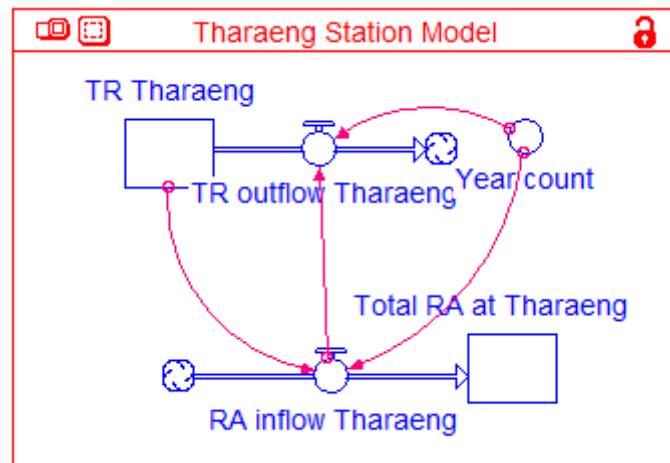 Tharaeng Station Model
TR Tharaeng
TR outflow Tharaeng
Year count
Total RA at Tharaeng
RA inflow Tharaeng